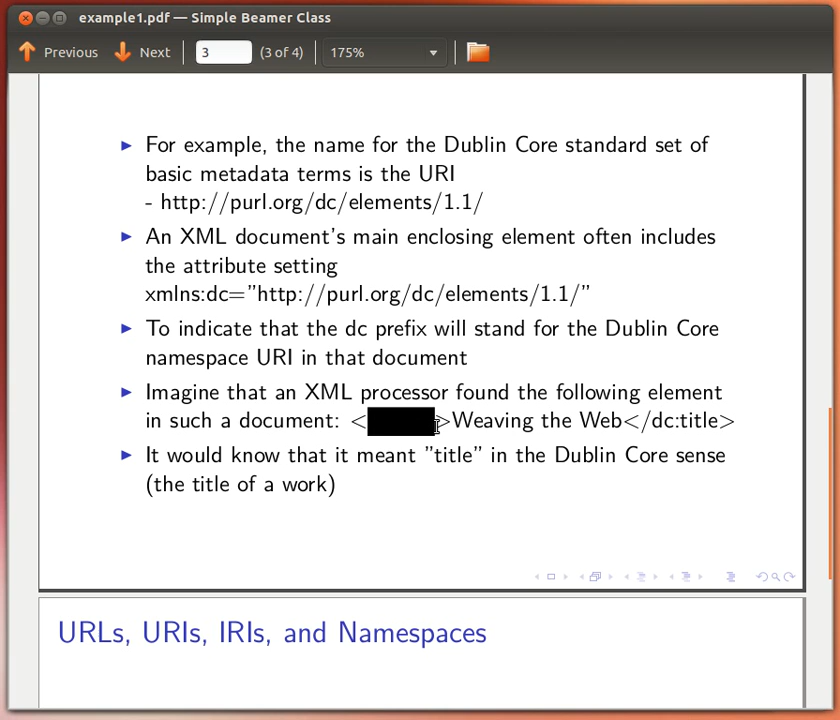 example1.pdf — Simple Beamer Class
Previous Next 3 (3 of 4) 175%
For example, the name for the Dublin Core standard set of
basic metadata terms is the URI
- http://purl.org/dc/elements/1.1/
An XML document's main enclosing element often includes
the attribute setting
xmlns:dc="http://purl.org/dc/elements/1.1/"
To indicate that the dc prefix will stand for the Dublin Core
namespace URI in that document
Imagine that an XML processor found the following element
in such a document: < >Weaving the Web</dc:title>
It would know that it meant "title" in the Dublin Core sense
(the title of a work)
URLs, URIs, IRIs, and Namespaces